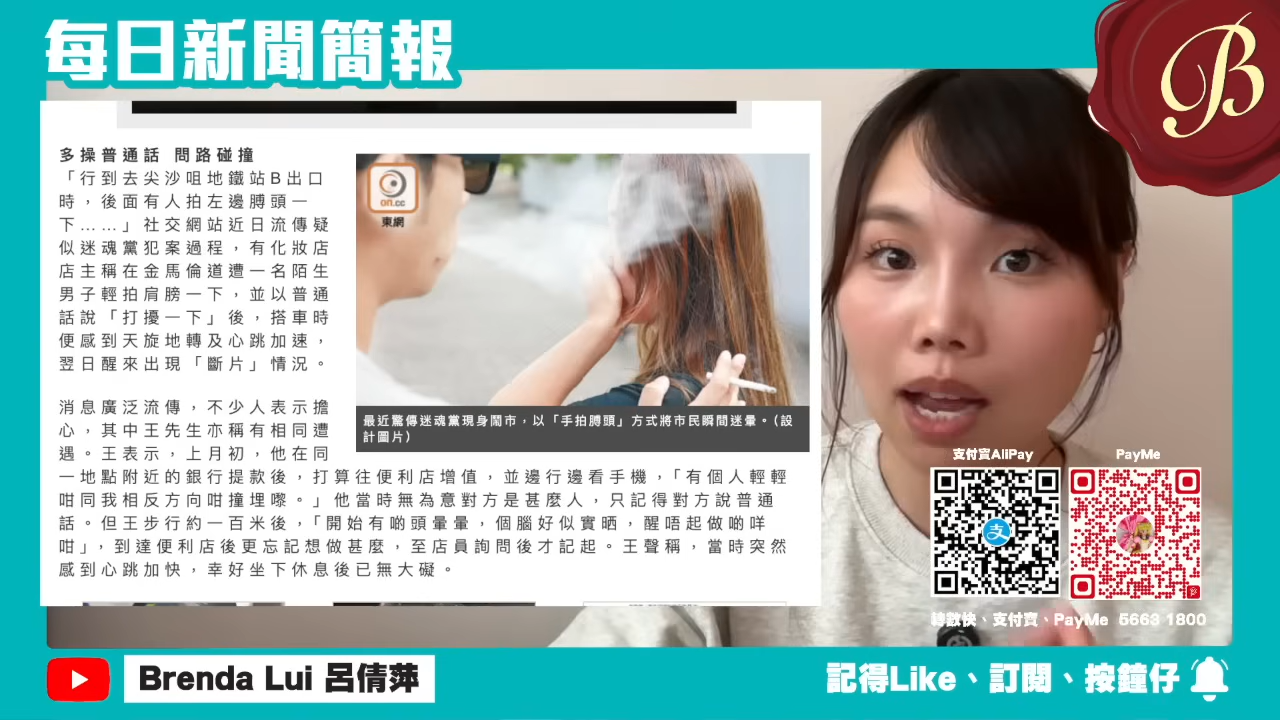 每日新聞簡報
B
多操普通話 問路碰撞
「行到去尖沙咀地鐵站B出口
時，後面有人拍左邊膊頭一
下……」社交網站近日流傳疑
似迷魂黨犯案過程，有化妝店
店主稱在金馬倫道遭一名陌生
男子輕拍肩膀一下，並以普通
話說「打擾一下」後，搭車時
便感到天旋地轉及心跳加速，
翌日醒來出現「斷片」情況。
消息廣泛流傳，不少人表示擔
心，其中王先生亦稱有相同遭
遇。王表示，上月初，他在同
一地點附近的銀行提款後，打算往便利店增值，並邊行邊看手機，「有個人輕輕
咁同我相反方向咁撞埋嚟。」他當時無為意對方是甚麼人，只記得對方說普通
話。但王步行約一百米後，「開始有啲頭暈暈，個腦好似實晒，醒唔起做啲咩
咁」，到達便利店後更忘記想做甚麼，至店員詢問後才記起。王聲稱，當時突然
感到心跳加快，幸好坐下休息後已無大礙。
on.cc
東網
最近驚傳迷魂黨現身鬧市，以「手拍膊頭」方式將市民瞬間迷暈。（設
計圖片）
支付寶AliPay
PayMe
支
轉數快、支付寶、PayMe 5663 1800
Brenda Lui 呂倩萍
記得Like、訂閱、按鐘仔